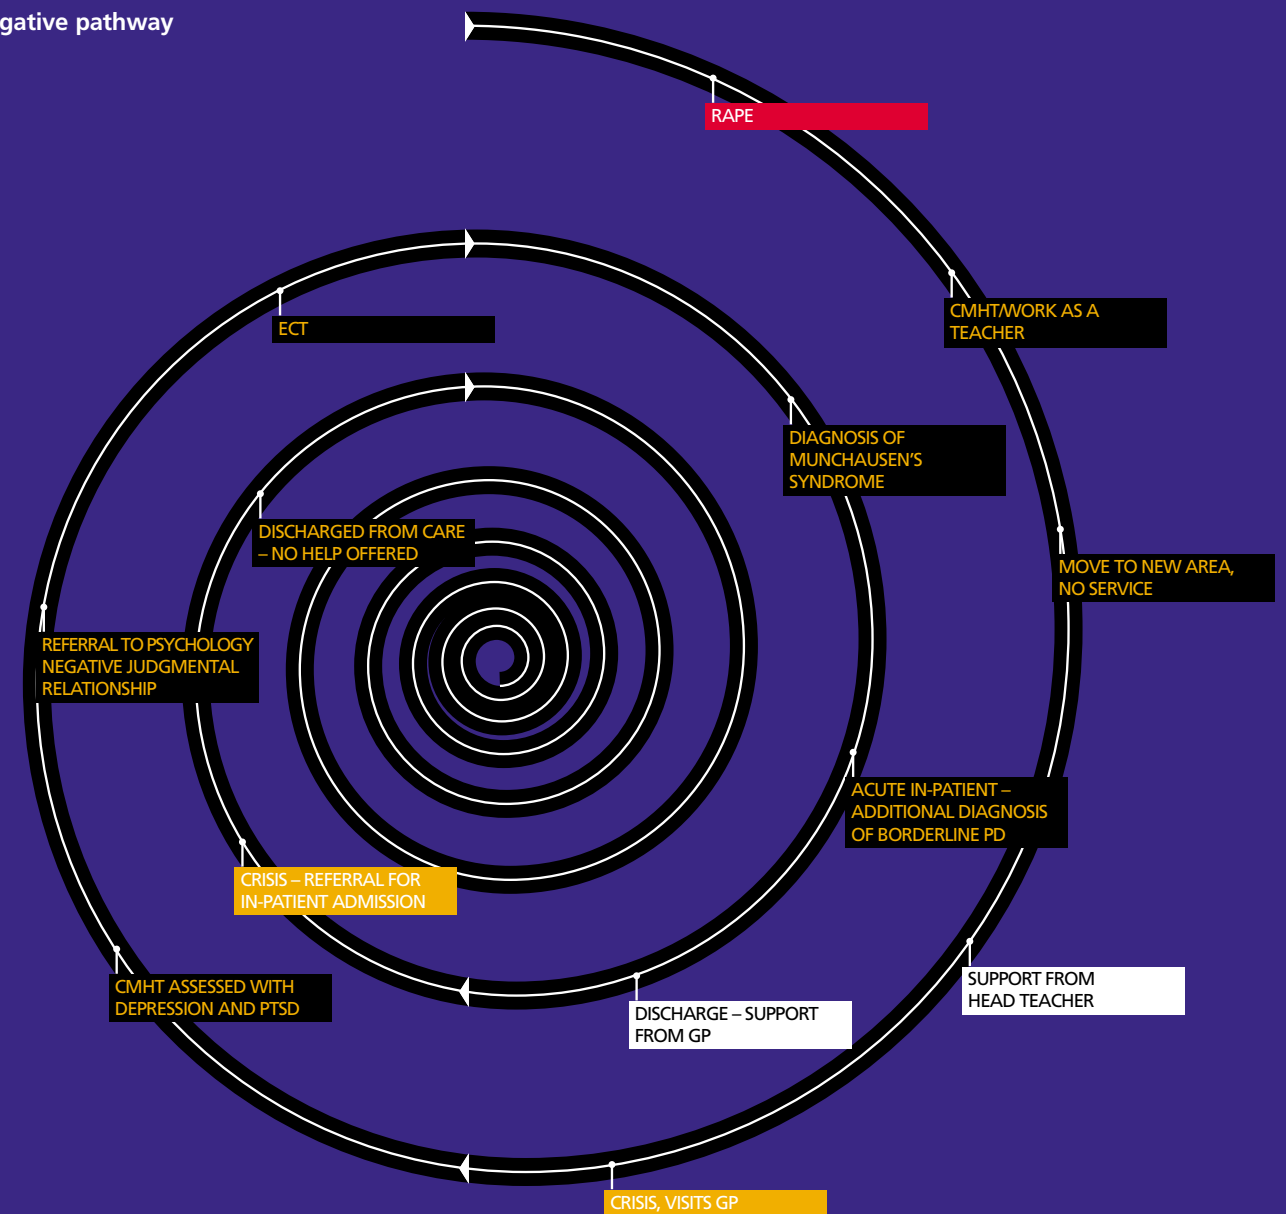 gative pathway
RAPE
CMHT/WORK AS A
TEACHER
MOVE TO NEW AREA,
NO SERVICE
SUPPORT FROM
HEAD TEACHER
CRISIS, VISITS GP
CMHT ASSESSED WITH
DEPRESSION AND PTSD
REFERRAL TO PSYCHOLOGY
NEGATIVE JUDGMENTAL
RELATIONSHIP
ECT
DIAGNOSIS OF
MUNCHAUSEN’S
SYNDROME
ACUTE IN-PATIENT –
ADDITIONAL DIAGNOSIS
OF BORDERLINE PD
DISCHARGE – SUPPORT
FROM GP
CRISIS – REFERRAL FOR
IN-PATIENT ADMISSION
DISCHARGED FROM CARE
– NO HELP OFFERED